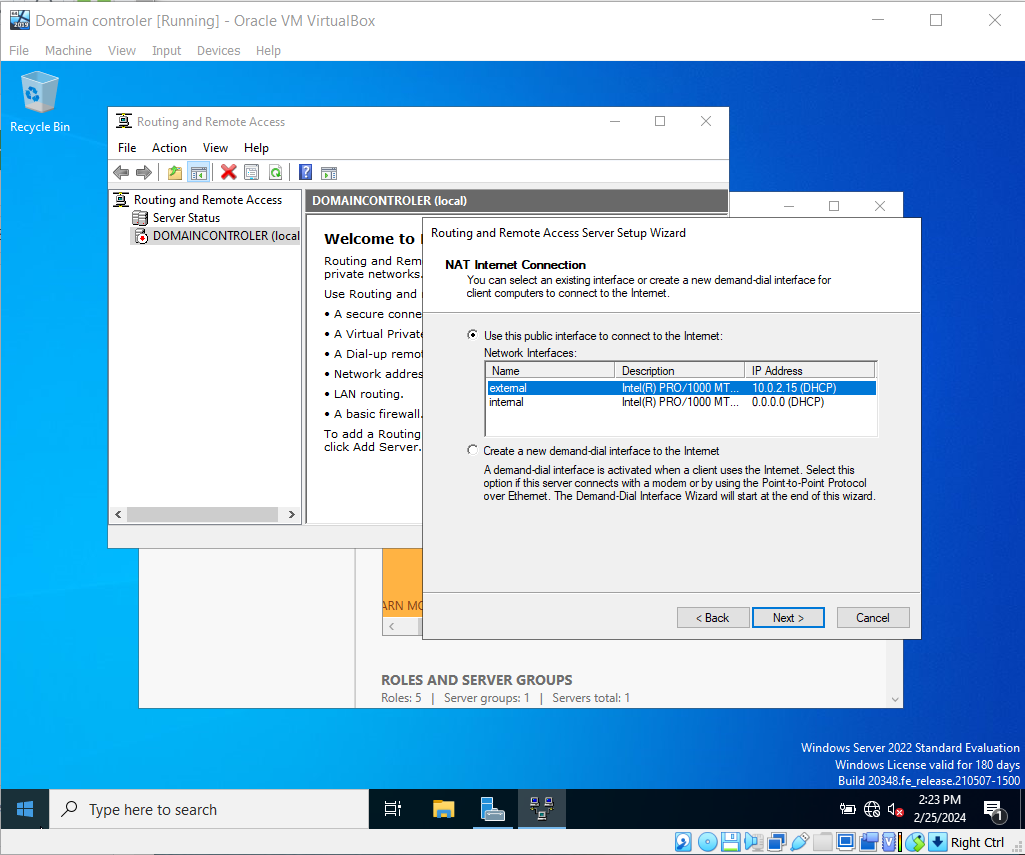 Domain controler [Running] - Oracle VM VirtualBox
File Machine View Input Devices Help
Recycle Bin
Routing and Remote Access
File Action View Help
Routing and Remote Access
Server Status
DOMAINCONTROLER (local
DOMAINCONTROLER (local)
Welcome to
Routing and Rem
private networks.
Use Routing and
• A secure conne
• A Virtual Private
• A Dial-up remot
• Network addres
• LAN routing.
• A basic firewall.
To add a Routing
click Add Server.
Routing and Remote Access Server Setup Wizard
NAT Internet Connection
You can select an existing interface or create a new demand-dial interface for
client computers to connect to the Internet.
Use this public interface to connect to the Internet:
Network Interfaces:
Name Description IP Address
external Intel(R) PRO/1000 MT... 10.0.2.15 (DHCP)
internal Intel(R) PRO/1000 MT... 0.0.0.0 (DHCP)
Create a new demand-dial interface to the Internet
A demand-dial interface is activated when a client uses the Internet. Select this
option if this server connects with a modem or by using the Point-to-Point Protocol
over Ethernet. The Demand-Dial Interface Wizard will start at the end of this wizard.
< Back Next > Cancel
ARN MO
ROLES AND SERVER GROUPS
Roles: 5 | Server groups: 1 | Servers total: 1
Windows Server 2022 Standard Evaluation
Windows License valid for 180 days
Build 20348.fe_release.210507-1500
Type here to search
2:23 PM
2/25/2024
1
Right Ctrl